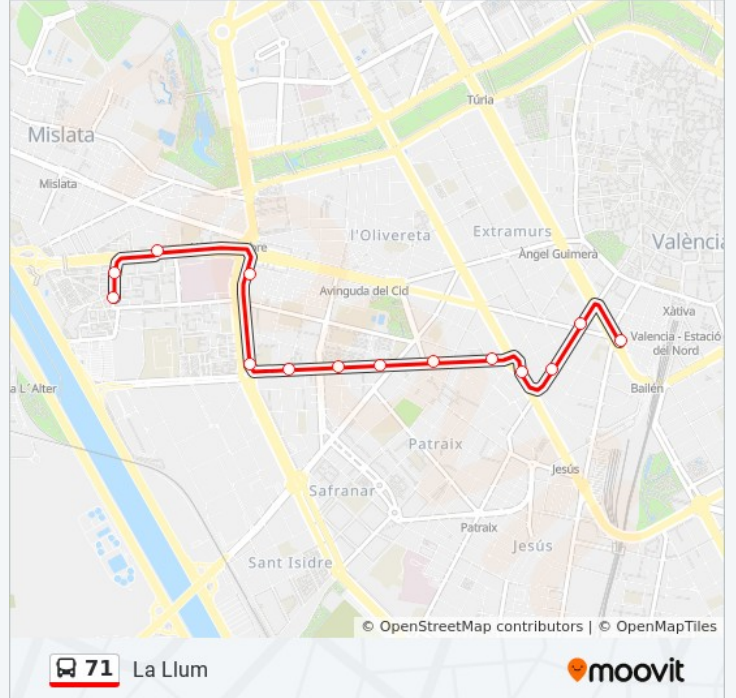 Túria
Mislata
Mislata
l'Olivereta
Extramurs
València
Àngel Guimerà
Avinguda del Cid
Xàtiva
Valencia - Estació
del Nord
a L´Alter
Bailén
Patraix
Jesús
Safranar
Patraix
Jesús
Sant Isidre
© OpenStreetMap contributors | © OpenMapTiles
71 La Llum
moovit